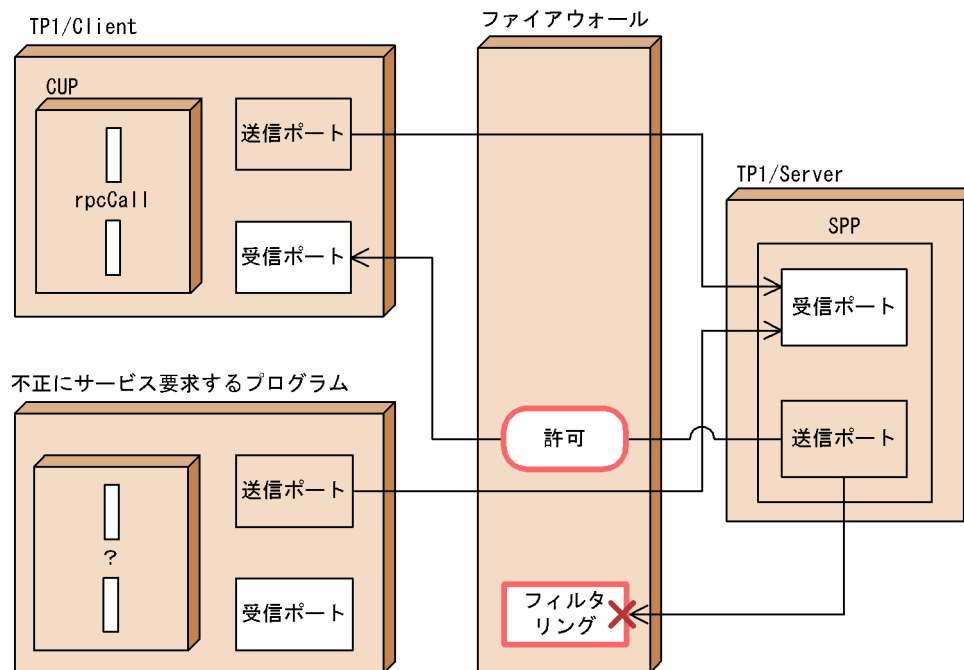 TP1/Client
ファイアウォール
CUP
rpcCall
送信ポート
受信ポート
TP1/Server
SPP
受信ポート
送信ポート
許可
フィルタ
リング
不正にサービス要求するプログラム
?
送信ポート
受信ポート